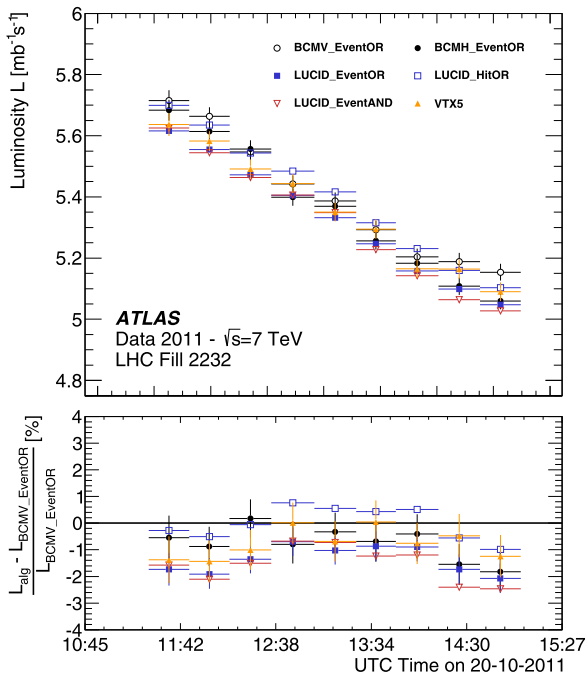 Luminosity L [mb⁻¹s⁻¹]
6
5.8
5.6
5.4
5.2
5
4.8
BCMV_EventOR
BCMH_EventOR
LUCID_EventOR
LUCID_HitOR
LUCID_EventAND
VTX5
ATLAS
Data 2011 - √s=7 TeV
LHC Fill 2232
L_alg - L_BCMV_EventOR
L_BCMV_EventOR
[%]
4
3
2
1
0
-1
-2
-3
-4
10:45 11:42 12:38 13:34 14:30 15:27
UTC Time on 20-10-2011